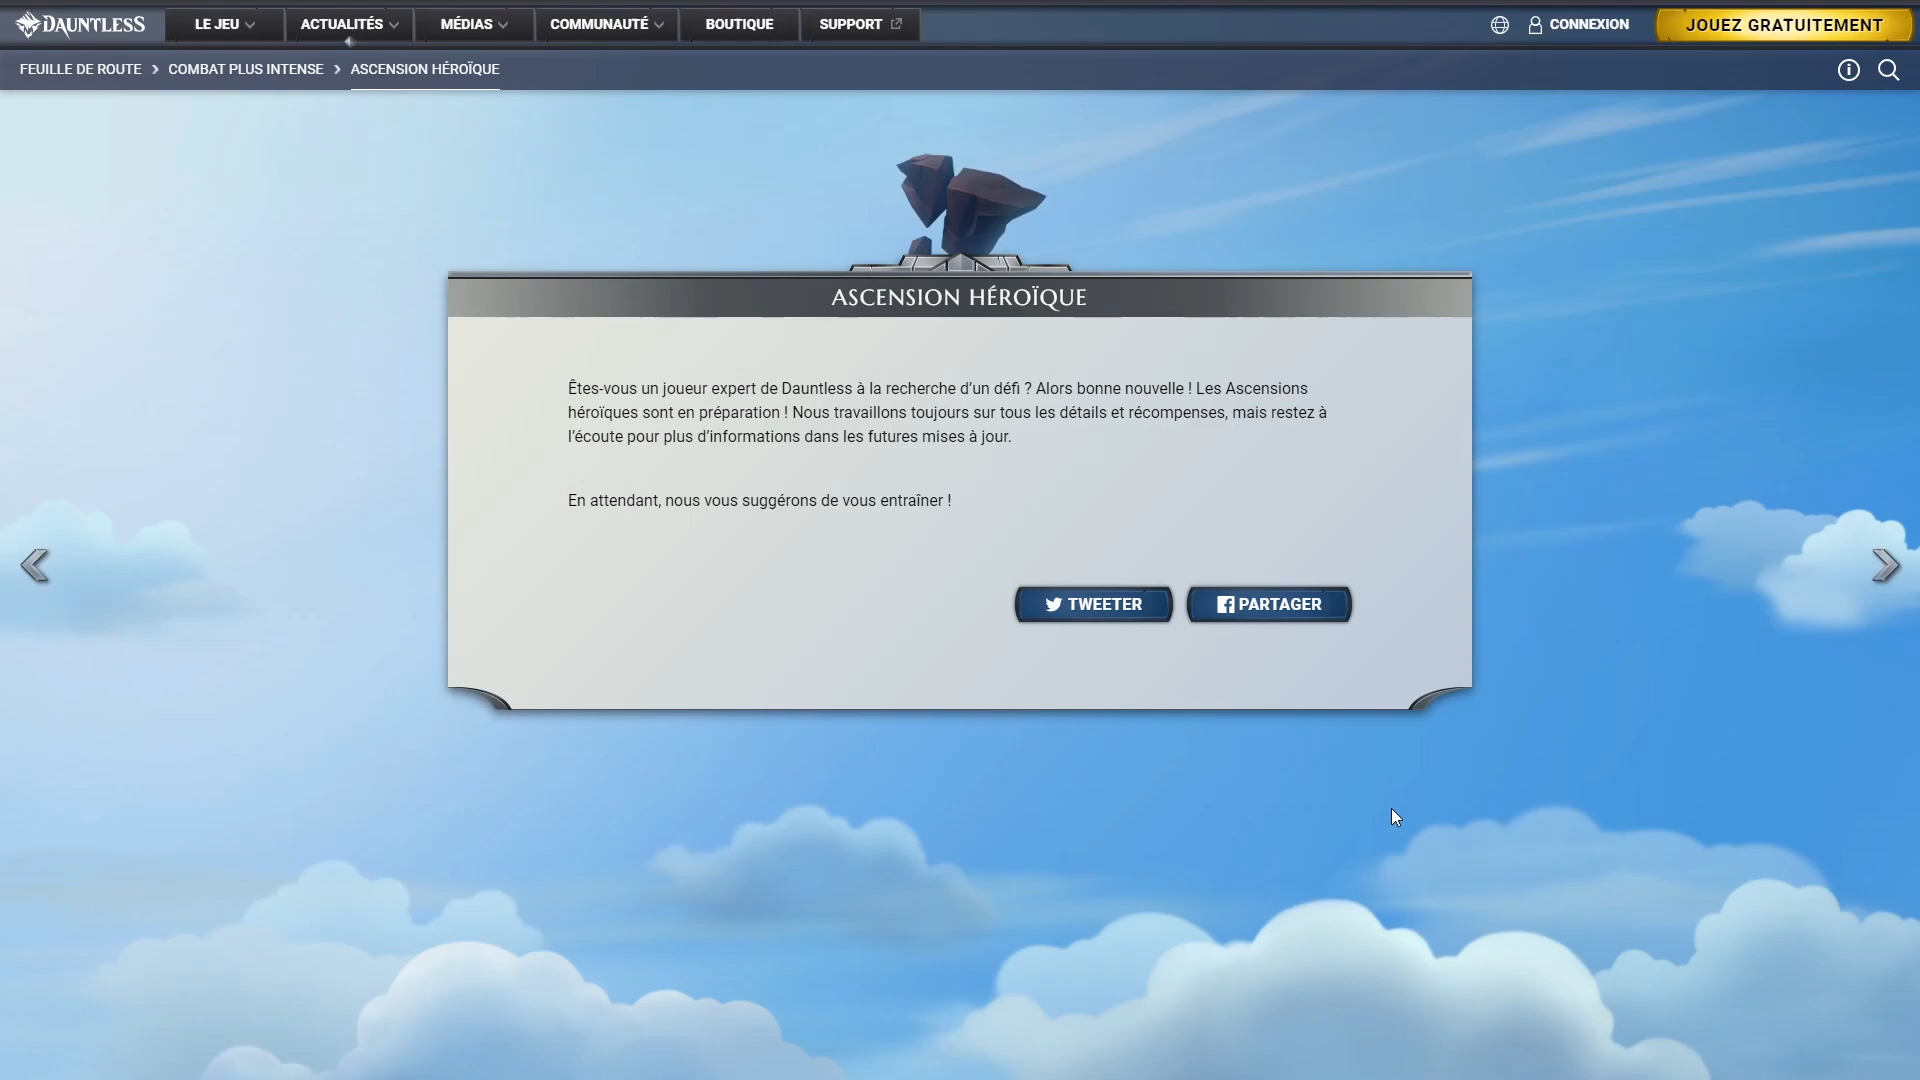 DAUNTLESS
LE JEU
ACTUALITÉS
MÉDIAS
COMMUNAUTÉ
BOUTIQUE
SUPPORT
CONNEXION
JOUEZ GRATUITEMENT
FEUILLE DE ROUTE
COMBAT PLUS INTENSE
ASCENSION HÉROÏQUE
ASCENSION HÉROÏQUE
Êtes-vous un joueur expert de Dauntless à la recherche d’un défi ? Alors bonne nouvelle ! Les Ascensions
héroïques sont en préparation ! Nous travaillons toujours sur tous les détails et récompenses, mais restez à
l’écoute pour plus d’informations dans les futures mises à jour.
En attendant, nous vous suggérons de vous entraîner !
TWEETER
PARTAGER